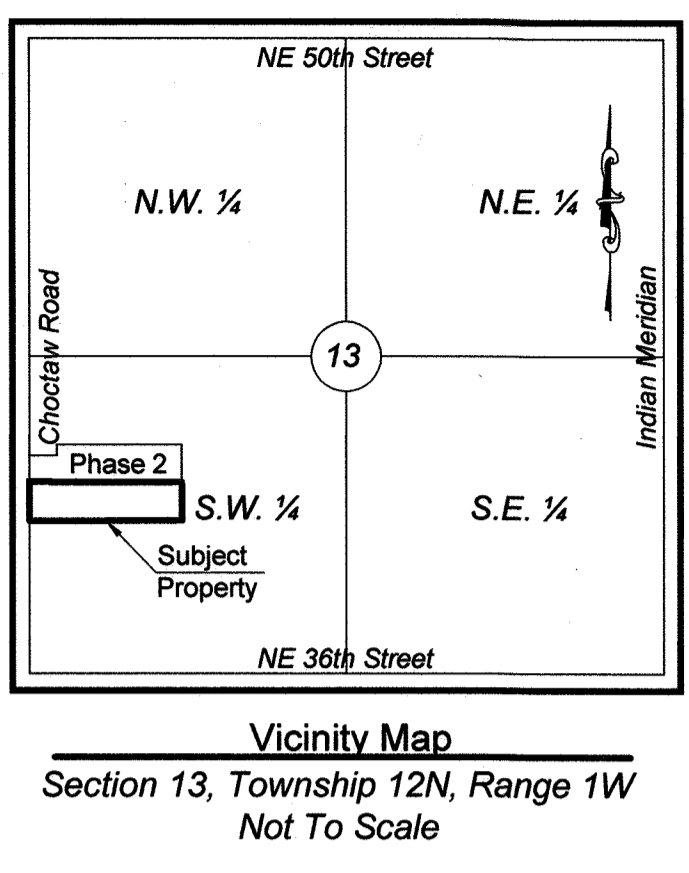 NE 50th Street
N.W. ¼
N.E. ¼
Choctaw Road
Indian Meridian
13
Phase 2
S.W. ¼
S.E. ¼
Subject
Property
NE 36th Street
Vicinity Map
Section 13, Township 12N, Range 1W
Not To Scale